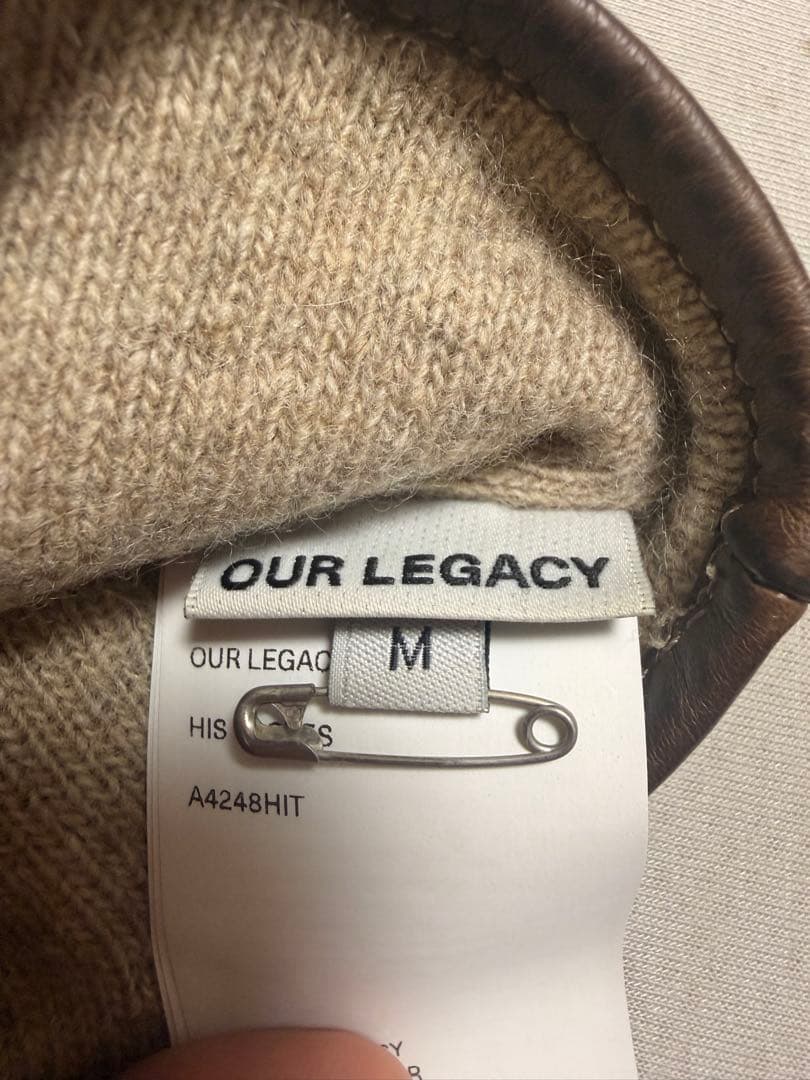 OUR LEGACY
M
OUR LEGAC
HIS
A4248HIT